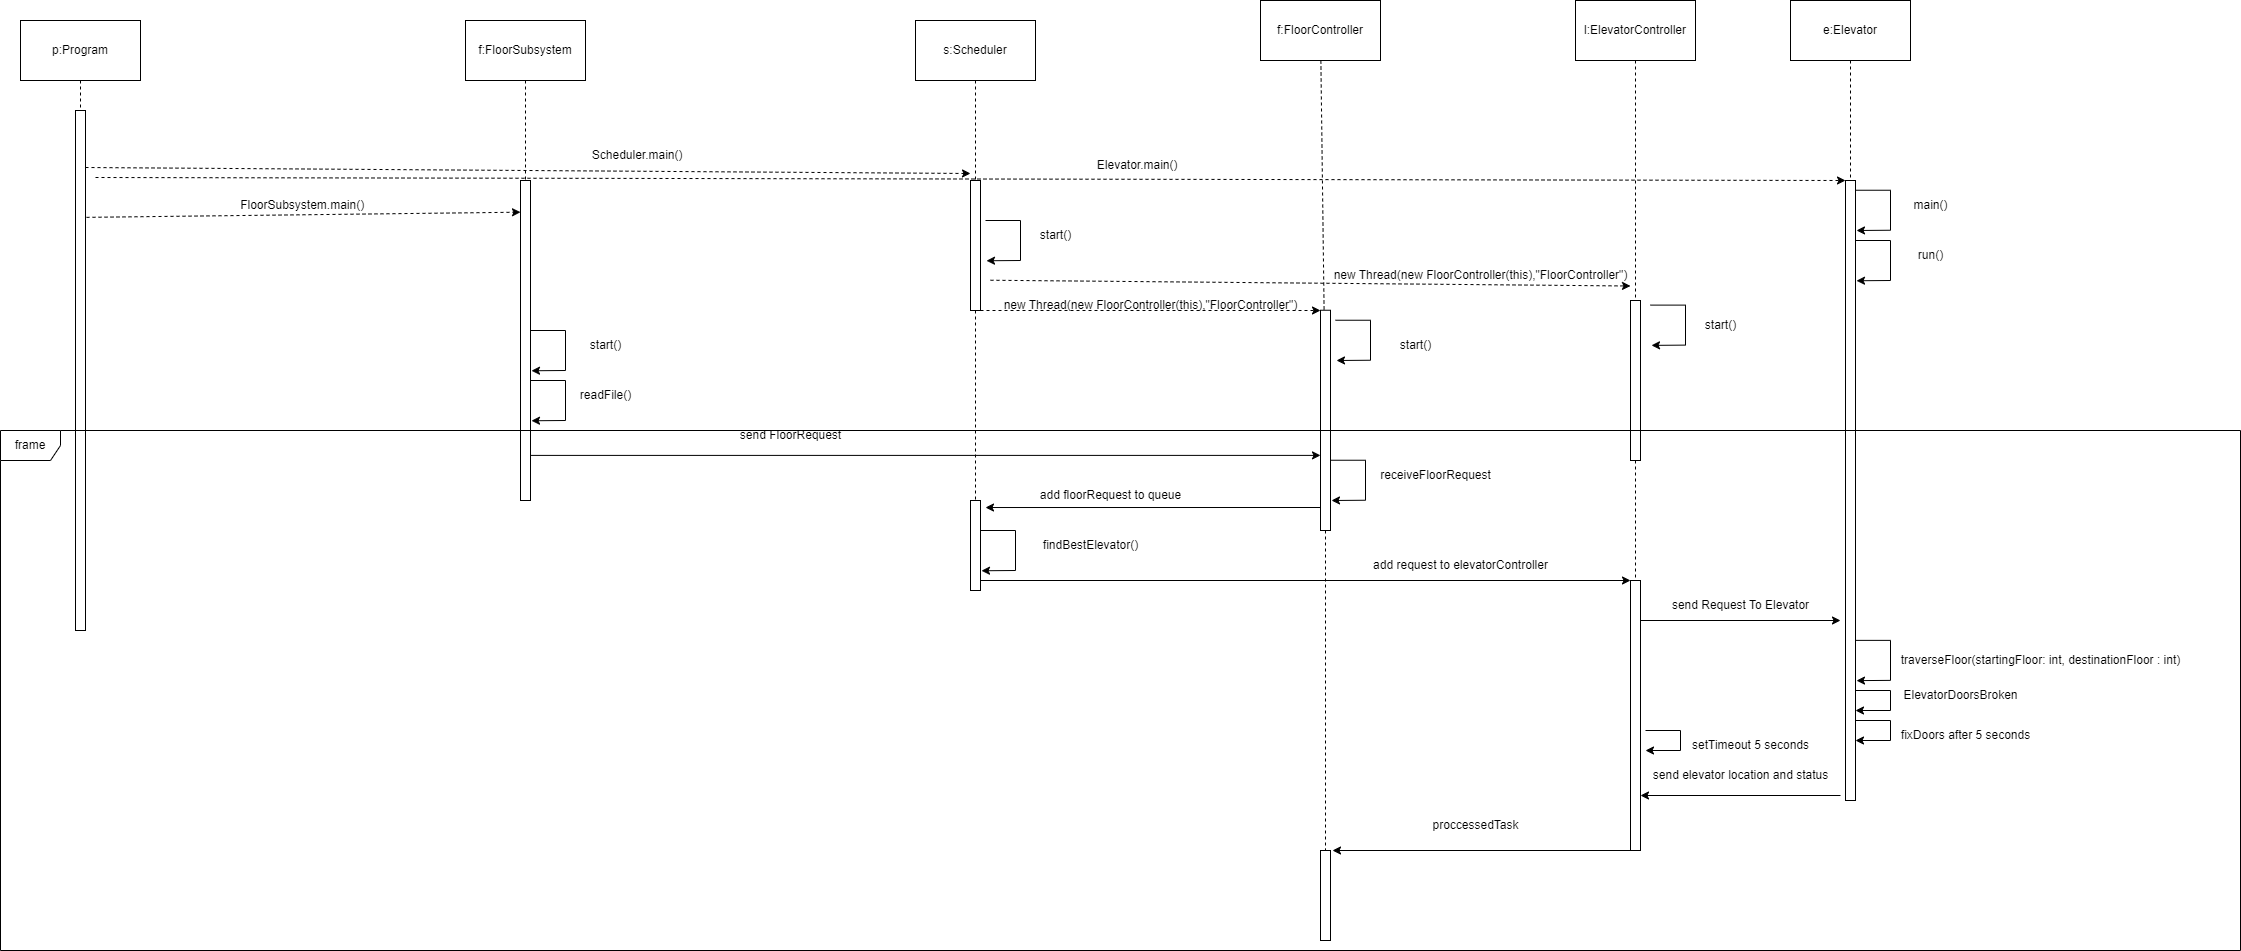 p:Program
f:FloorSubsystem
s:Scheduler
f:FloorController
l:ElevatorController
e:Elevator
Scheduler.main()
Elevator.main()
FloorSubsystem.main()
main()
start()
run()
new Thread(new FloorController(this),"FloorController")
new Thread(new FloorController(this),"FloorController")
start()
start()
start()
readFile()
frame
send FloorRequest
receiveFloorRequest
add floorRequest to queue
findBestElevator()
add request to elevatorController
send Request To Elevator
traverseFloor(startingFloor: int, destinationFloor : int)
ElevatorDoorsBroken
fixDoors after 5 seconds
setTimeout 5 seconds
send elevator location and status
proccessedTask